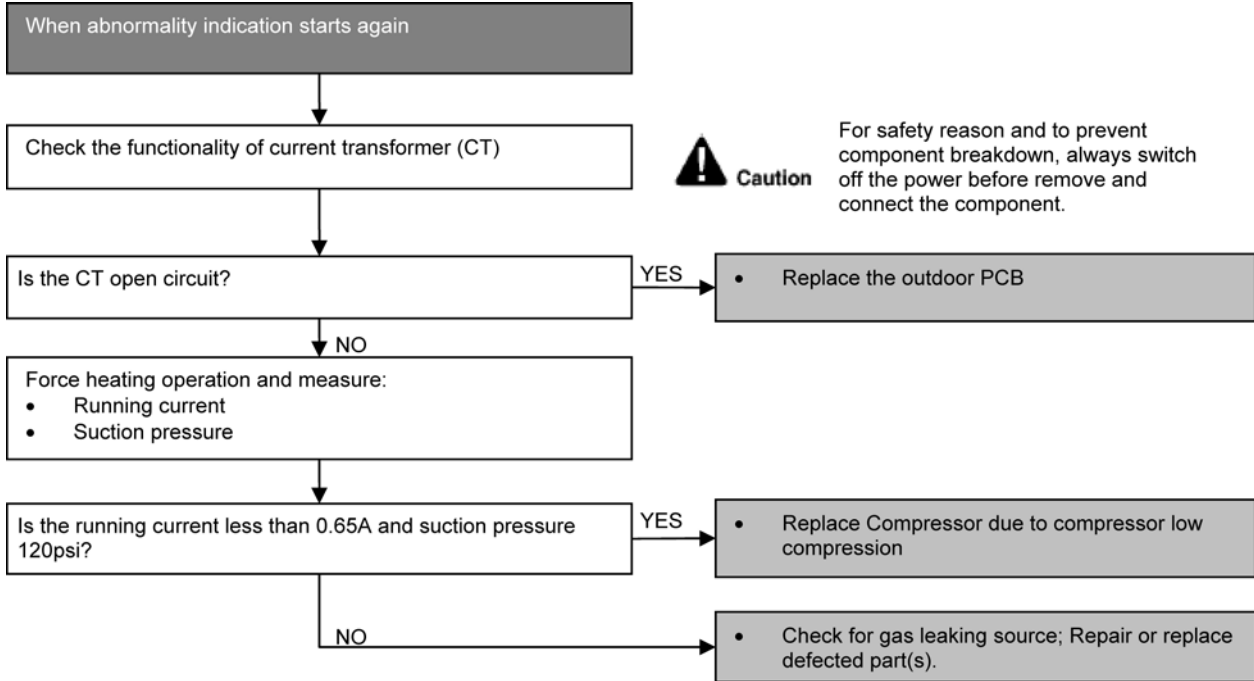 When abnormality indication starts again
Check the functionality of current transformer (CT)
For safety reason and to prevent
component breakdown, always switch
off the power before remove and
connect the component.
Caution
Is the CT open circuit?
YES
• Replace the outdoor PCB
NO
Force heating operation and measure:
• Running current
• Suction pressure
Is the running current less than 0.65A and suction pressure
120psi?
YES
• Replace Compressor due to compressor low
compression
NO
• Check for gas leaking source; Repair or replace
defected part(s).